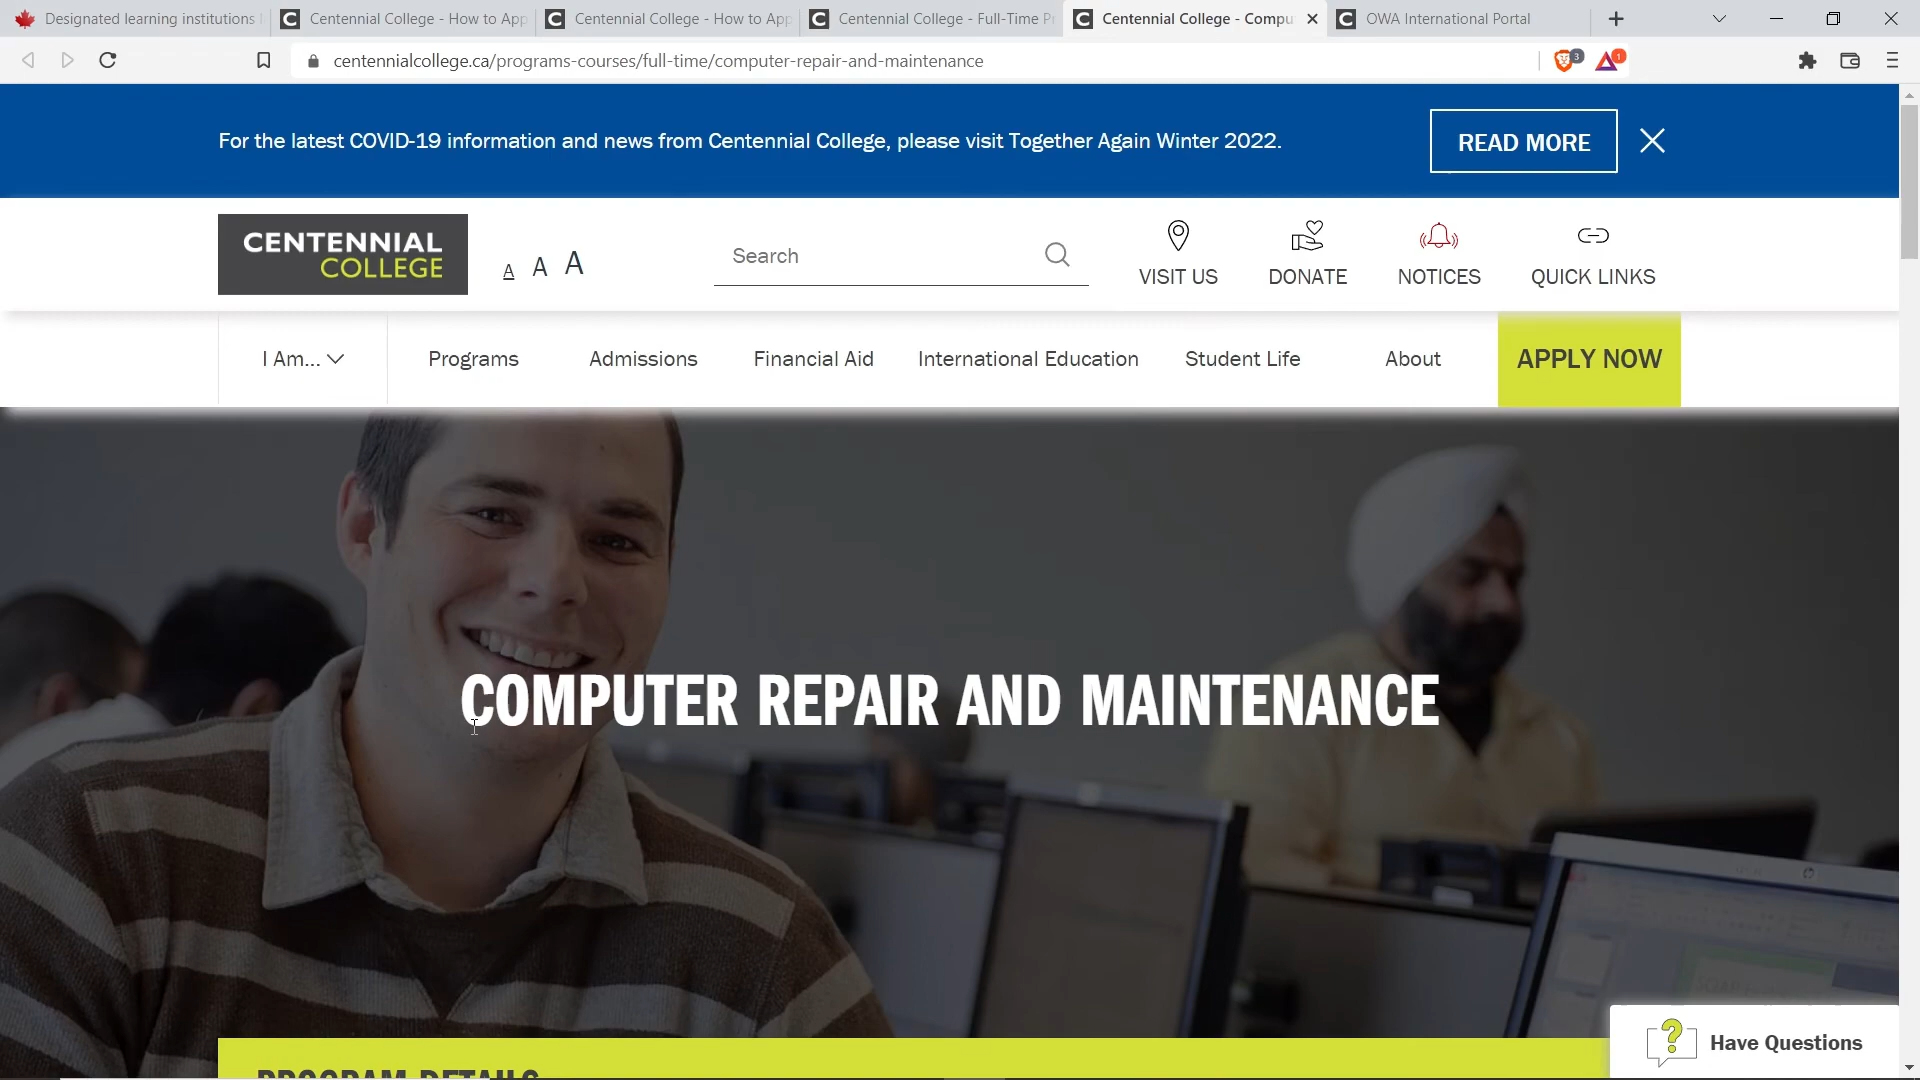 Designated learning institutions
Centennial College - How to App
Centennial College - How to App
Centennial College - Full-Time Pr
Centennial College - Compu
OWA International Portal
centennialcollege.ca/programs-courses/full-time/computer-repair-and-maintenance
3
1
For the latest COVID-19 information and news from Centennial College, please visit Together Again Winter 2022.
READ MORE
CENTENNIAL
COLLEGE
A A A
Search
VISIT US
DONATE
NOTICES
QUICK LINKS
I Am...
Programs
Admissions
Financial Aid
International Education
Student Life
About
APPLY NOW
COMPUTER REPAIR AND MAINTENANCE
PROGRAM DETAILS
? Have Questions